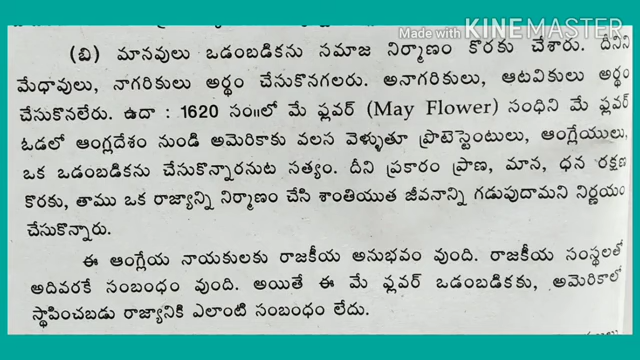 Made with KINEMASTER
(బి) మానవులు ఒడంబడికను సమాజ నిర్మాణం కొరకు చేశారు. దీనిని
మేధావులు, నాగరికులు అర్థం చేసుకొనగలరు. అనాగరికులు, ఆటవికులు అర్థం
చేసుకొనలేరు. ఉదా : 1620 సం॥లో మే ఫ్లవర్ (May Flower) సంధిని మే ఫ్లవర్
ఓడలో ఆంగ్లదేశం నుండి అమెరికాకు వలస వెళ్ళుతూ ప్రొటెస్టెంటులు, ఆంగ్లేయులు,
ఒక ఒడంబడికను చేసుకొన్నారనుట సత్యం. దీని ప్రకారం ప్రాణ, మాన, ధన రక్షణ
కొరకు, తాము ఒక రాజ్యాన్ని నిర్మాణం చేసి శాంతియుత జీవనాన్ని గడుపుదామని నిర్ణయం
చేసుకొన్నారు.
ఈ ఆంగ్లేయ నాయకులకు రాజకీయ అనుభవం వుంది. రాజకీయ సంస్థలతో
అదివరకే సంబంధం వుంది. అయితే ఈ మే ఫ్లవర్ ఒడంబడికకు, అమెరికాలో
స్థాపించబడు రాజ్యానికి ఎలాంటి సంబంధం లేదు.